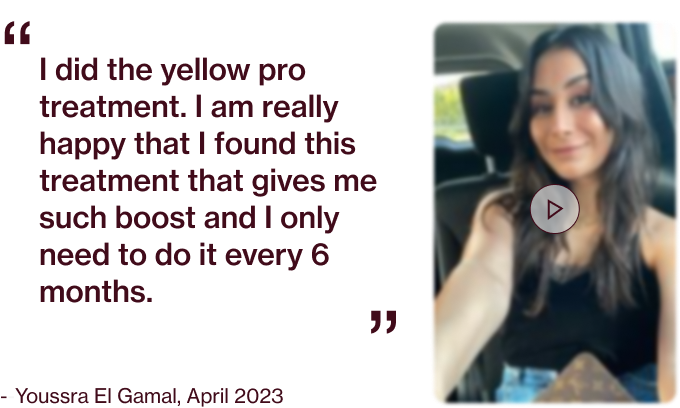 “
I did the yellow pro
treatment. I am really
happy that I found this
treatment that gives me
such boost and I only
need to do it every 6
months.
”
- Youssra El Gamal, April 2023